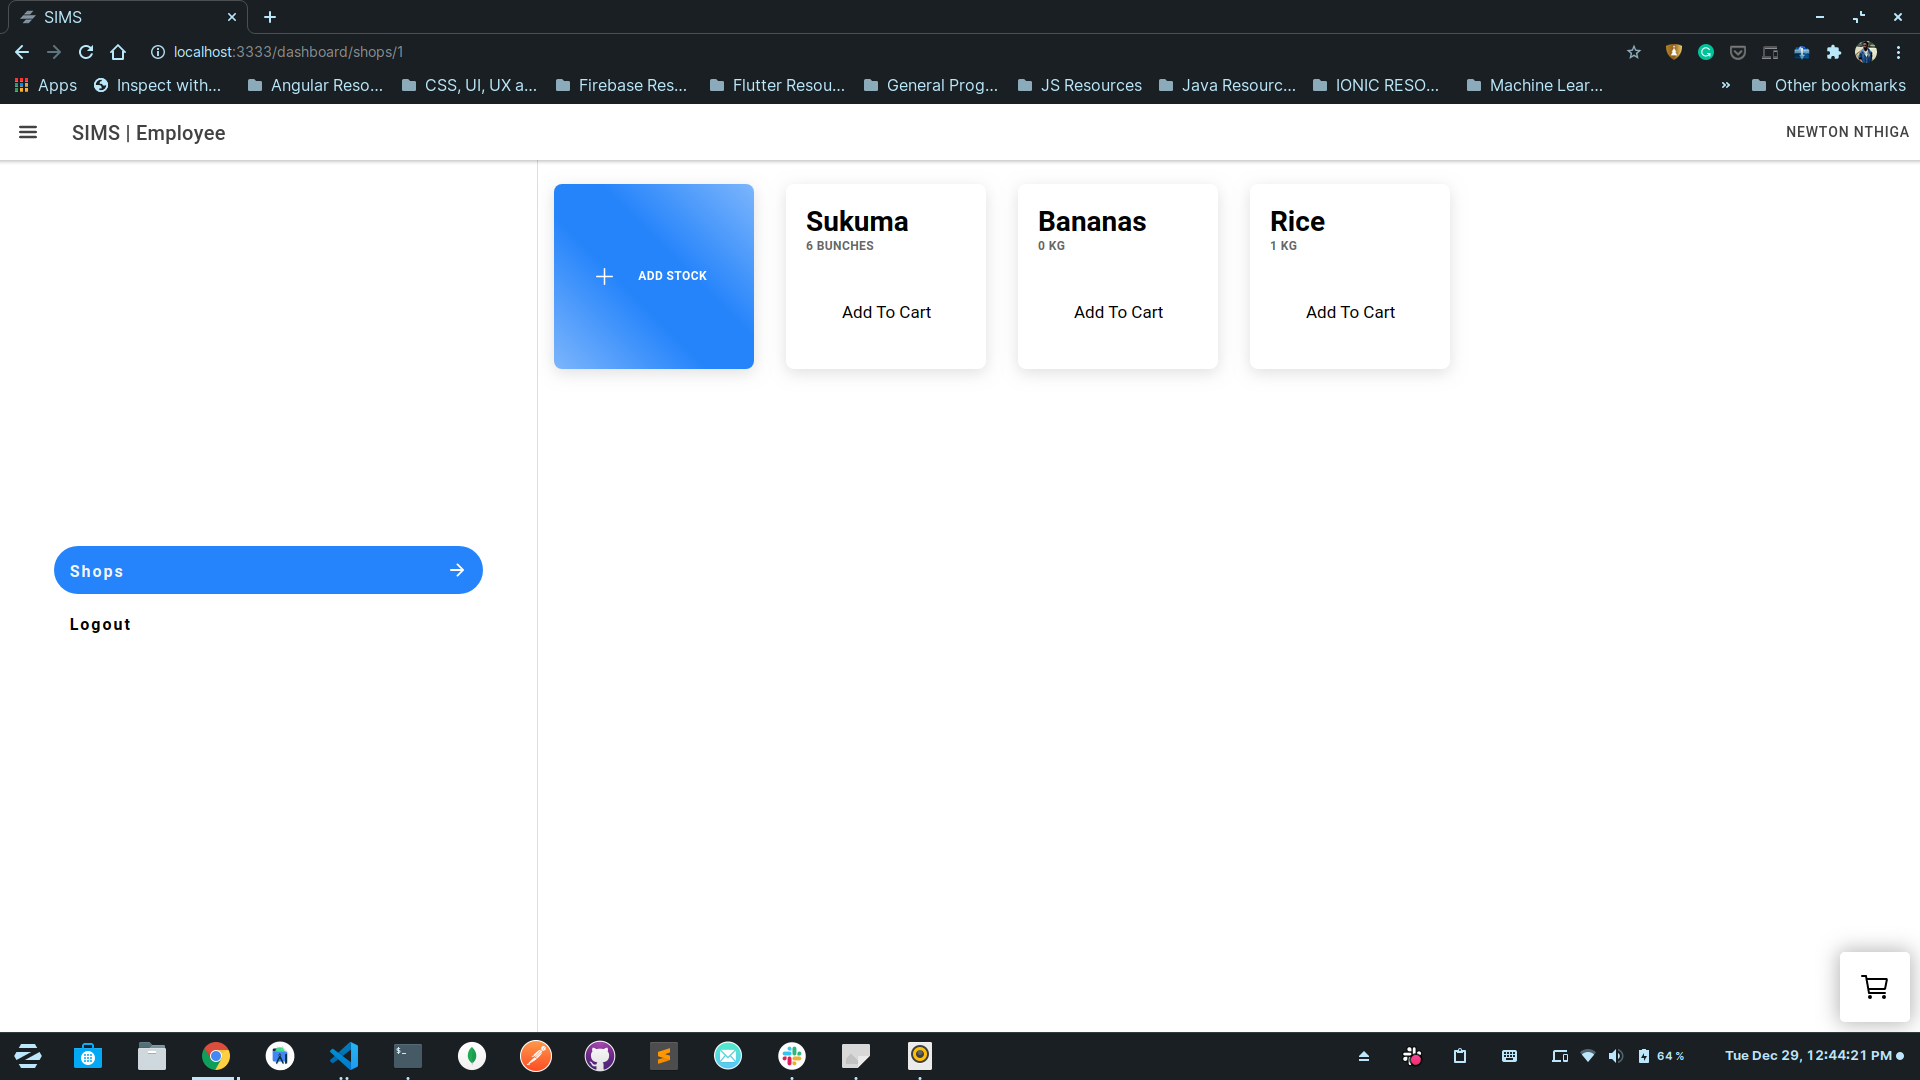 SIMS
localhost:3333/dashboard/shops/1
Apps
Inspect with...
Angular Reso...
CSS, UI, UX a...
Firebase Res...
Flutter Resou...
General Prog...
JS Resources
Java Resourc...
IONIC RESO...
Machine Lear...
»
Other bookmarks
SIMS | Employee
NEWTON NTHIGA
ADD STOCK
Sukuma
6 BUNCHES
Add To Cart
Bananas
0 KG
Add To Cart
Rice
1 KG
Add To Cart
Shops
Logout
64 %
Tue Dec 29, 12:44:21 PM